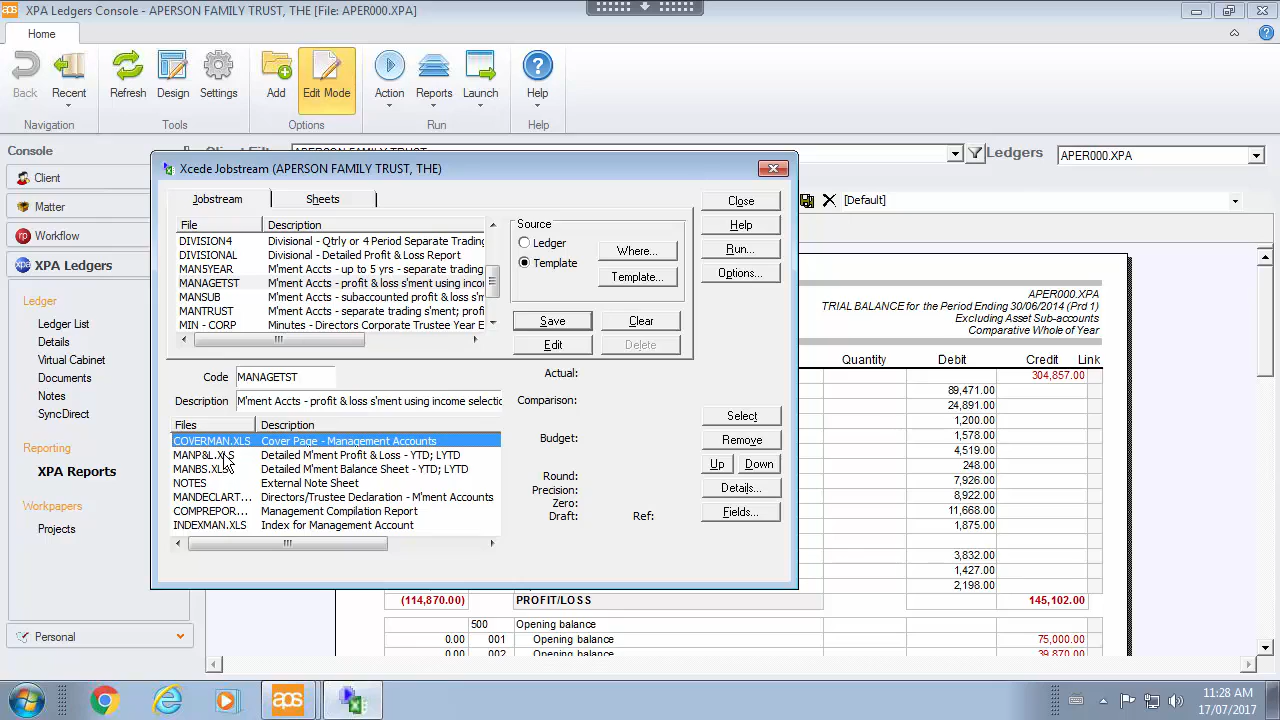 XPA Ledgers Console - APERSON FAMILY TRUST, THE [File: APER000.XPA]
Home
Back
Recent
Refresh
Design
Settings
Add
Edit Mode
Action
Reports
Launch
Help
Navigation
Tools
Options
Run
Help
Console
Ledgers
APER000.XPA
[Default]
Client
Matter
Workflow
XPA Ledgers
Ledger
Ledger List
Details
Virtual Cabinet
Documents
Notes
SyncDirect
Reporting
XPA Reports
Workpapers
Projects
Personal
Xcede Jobstream (APERSON FAMILY TRUST, THE)
Jobstream
Sheets
File Description
DIVISION4 Divisional - Qtrly or 4 Period Separate Trading
DIVISIONAL Divisional - Detailed Profit & Loss Report
MAN5YEAR M'ment Accts - up to 5 yrs - separate trading
MANAGETST M'ment Accts - profit & loss s'ment using incor
MANSUB M'ment Accts - subaccounted profit & loss s'm
MANTRUST M'ment Accts - separate trading s'ment; profi
MIN - CORP Minutes - Directors Corporate Trustee Year E
Source
Ledger
Template
Where...
Template...
Save
Clear
Edit
Delete
Close
Help
Run...
Options...
Code MANAGETST
Description M'ment Accts - profit & loss s'ment using income selectio
Files Description
COVERMAN.XLS Cover Page - Management Accounts
MANP&L.XLS Detailed M'ment Profit & Loss - YTD; LYTD
MANBS.XLS Detailed M'ment Balance Sheet - YTD; LYTD
NOTES External Note Sheet
MANDECLART... Directors/Trustee Declaration - M'ment Accounts
COMPREPOR... Management Compilation Report
INDEXMAN.XLS Index for Management Account
Actual:
Comparison:
Budget:
Round:
Precision:
Zero:
Draft: Ref:
Select
Remove
Up
Down
Details...
Fields...
APER000.XPA
TRIAL BALANCE for the Period Ending 30/06/2014 (Prd 1)
Excluding Asset Sub-accounts
Comparative Whole of Year
Quantity Debit Credit Link
304,857.00
89,471.00
24,891.00
1,200.00
1,578.00
4,519.00
248.00
7,926.00
8,922.00
11,668.00
1,875.00
3,832.00
1,427.00
2,198.00
(114,870.00) PROFIT/LOSS 145,102.00
500 Opening balance
0.00 001 Opening balance 75,000.00
0.00 002 Opening balance 39,870.00
aps
11:28 AM
17/07/2017